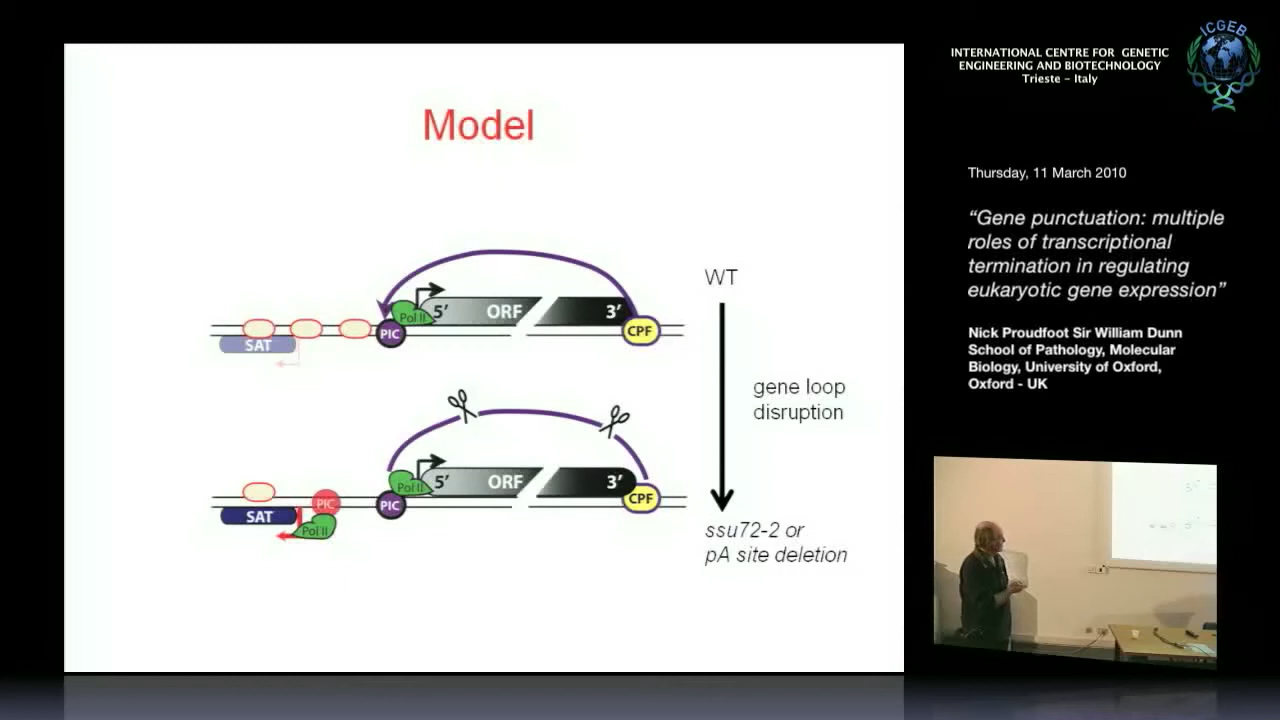 Model
WT
5' ORF 3'
Pol II
PIC
CPF
SAT
gene loop
disruption
5' ORF 3'
Pol II
PIC
CPF
PIC
SAT
Pol II
ssu72-2 or
pA site deletion
INTERNATIONAL CENTRE FOR GENETIC
ENGINEERING AND BIOTECHNOLOGY
Trieste - Italy
ICGEB
Thursday, 11 March 2010
“Gene punctuation: multiple
roles of transcriptional
termination in regulating
eukaryotic gene expression”
Nick Proudfoot Sir William Dunn
School of Pathology, Molecular
Biology, University of Oxford,
Oxford - UK